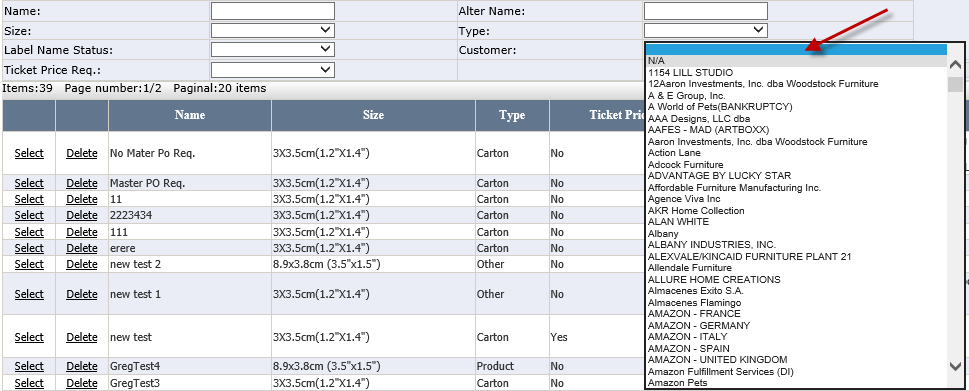 Name: Alter Name:
Size: Type:
Label Name Status: Customer:
Ticket Price Req.:
Items:39 Page number:1/2 Paginal:20 items
Name Size Type Ticket Pric
Select Delete No Mater Po Req. 3X3.5cm(1.2"X1.4") Carton No
Select Delete Master PO Req. 3X3.5cm(1.2"X1.4") Carton No
Select Delete 11 3X3.5cm(1.2"X1.4") Carton No
Select Delete 2223434 3X3.5cm(1.2"X1.4") Carton No
Select Delete 111 3X3.5cm(1.2"X1.4") Carton No
Select Delete erere 3X3.5cm(1.2"X1.4") Carton No
Select Delete new test 2 8.9x3.8cm (3.5"x1.5") Other No
Select Delete new test 1 3X3.5cm(1.2"X1.4") Other No
Select Delete new test 3X3.5cm(1.2"X1.4") Carton Yes
Select Delete GregTest4 8.9x3.8cm (3.5"x1.5") Product No
Select Delete GregTest3 3X3.5cm(1.2"X1.4") Carton No
N/A
1154 LILL STUDIO
12Aaron Investments, Inc. dba Woodstock Furniture
A & E Group, Inc.
A World of Pets(BANKRUPTCY)
AAA Designs, LLC dba
AAFES - MAD (ARTBOXX)
Aaron Investments, Inc. dba Woodstock Furniture
Action Lane
Adcock Furniture
ADVANTAGE BY LUCKY STAR
Affordable Furniture Manufacturing Inc.
Agence Viva Inc
AKR Home Collection
ALAN WHITE
Albany
ALBANY INDUSTRIES, INC.
ALEXVALE/KINCAID FURNITURE PLANT 21
Allendale Furniture
ALLURE HOME CREATIONS
Almacenes Exito S.A.
Almacenes Flamingo
AMAZON - FRANCE
AMAZON - GERMANY
AMAZON - ITALY
AMAZON - SPAIN
AMAZON - UNITED KINGDOM
Amazon Fulfillment Services (DI)
Amazon Pets